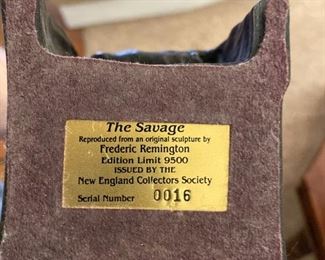 The Savage
Reproduced from an original sculpture by
Frederic Remington
Edition Limit 9500
ISSUED BY THE
New England Collectors Society
Serial Number 0016